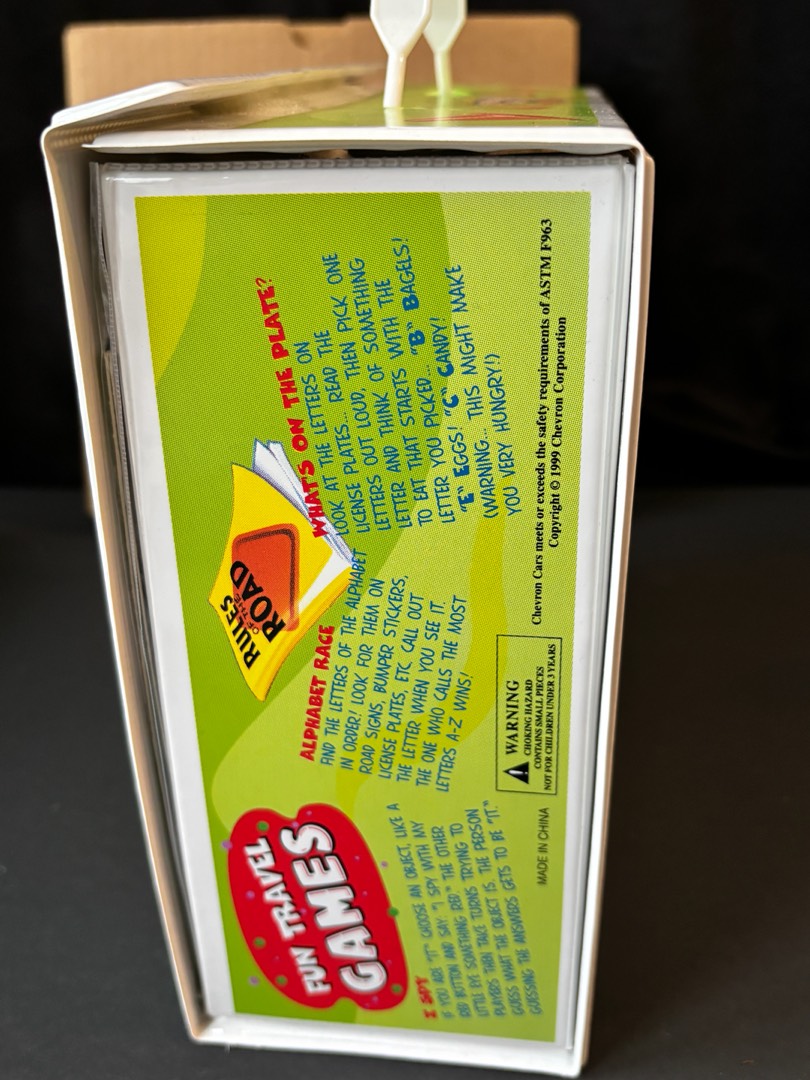 FUN TRAVEL
GAMES
I SPY
IF YOU ARE "IT" CHOOSE AN OBJECT, LIKE A
RED BUTTON AND SAY: "I SPY WITH MY
LITTLE EYE SOMETHING RED." THE OTHER
PLAYERS THEN TAKE TURNS TRYING TO
GUESS WHAT THE OBJECT IS. THE PERSON
GUESSING THE ANSWERS GETS TO BE "IT."
RULES
OF THE
ROAD
ALPHABET RACE
FIND THE LETTERS OF THE ALPHABET
IN ORDER! LOOK FOR THEM ON
ROAD SIGNS, BUMPER STICKERS,
LICENSE PLATES, ETC. CALL OUT
THE LETTER WHEN YOU SEE IT.
THE ONE WHO CALLS THE MOST
LETTERS A-Z WINS!
WHAT'S ON THE PLATE?
LOOK AT THE LETTERS ON
LICENSE PLATES... READ THE
LETTERS OUT LOUD, THEN PICK ONE
LETTER AND THINK OF SOMETHING
TO EAT THAT STARTS WITH THE
LETTER YOU PICKED... "B" BAGELS!
"E" EGGS! "C" CANDY!
(WARNING... THIS MIGHT MAKE
YOU VERY HUNGRY!)
MADE IN CHINA
WARNING
CHOKING HAZARD
CONTAINS SMALL PIECES
NOT FOR CHILDREN UNDER 3 YEARS
Chevron Cars meets or exceeds the safety requirements of ASTM F963
Copyright © 1999 Chevron Corporation